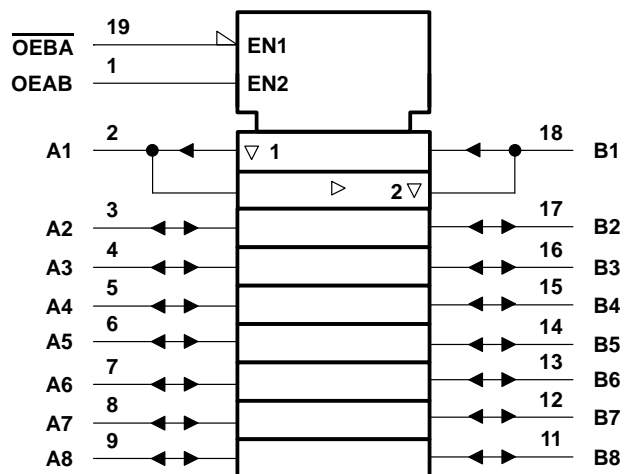 19
O̅E̅B̅A̅ EN1
1
OEAB EN2
2 18
A1 1 B1
2
3 17
A2 B2
4 16
A3 B3
5 15
A4 B4
6 14
A5 B5
7 13
A6 B6
8 12
A7 B7
9 11
A8 B8